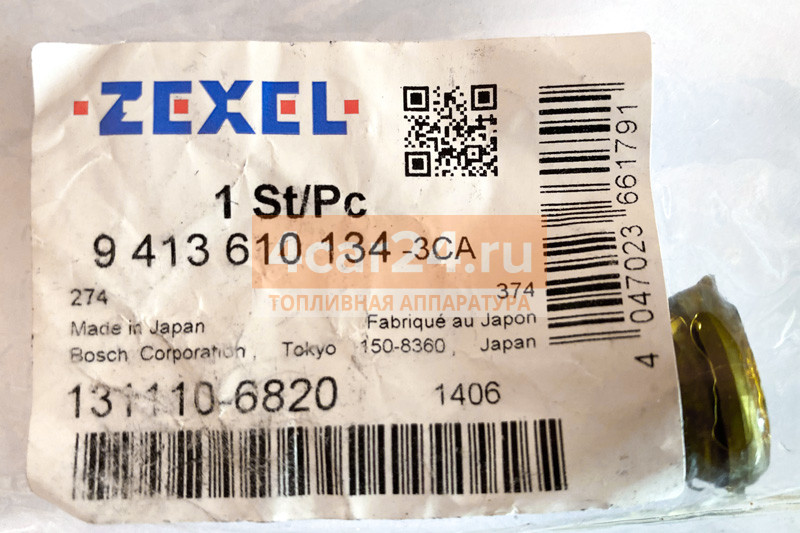 ZEXEL
1 St/Pc
9 413 610 134 -3CA
4car24.ru
ТОПЛИВНАЯ АППАРАТУРА
274
374
Made in Japan
Fabriqué au Japon
Bosch Corporation, Tokyo 150-8360, Japan
131110-6820
1406
4 047023 661791